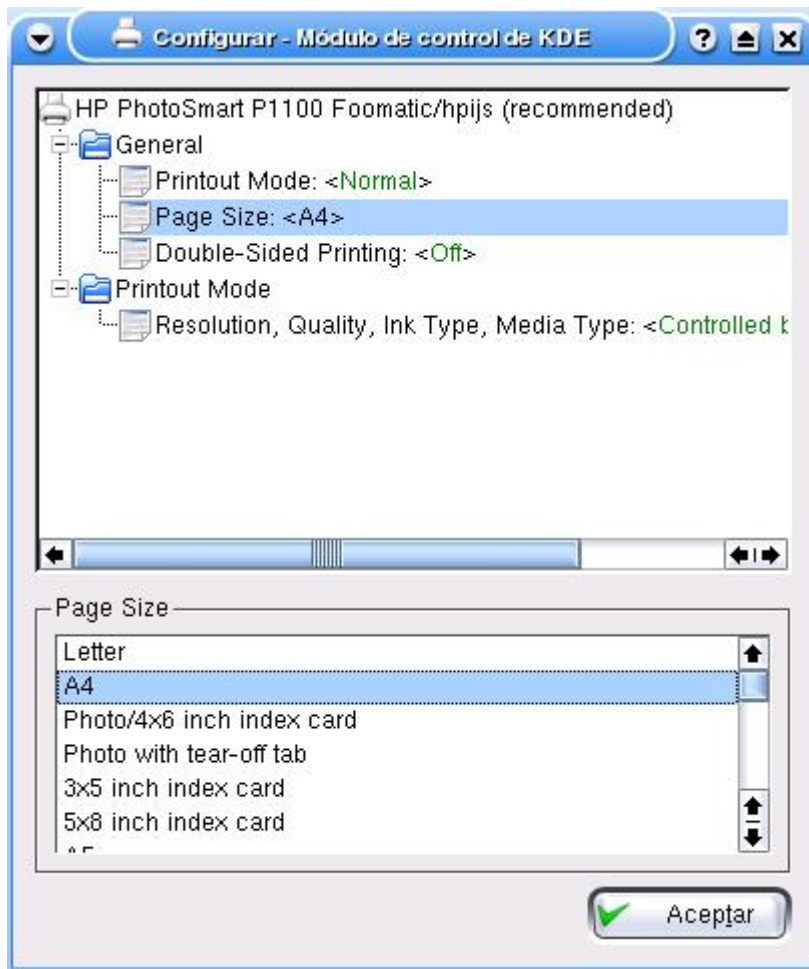 Configurar - Módulo de control de KDE
HP PhotoSmart P1100 Foomatic/hpijs (recommended)
General
Printout Mode: <Normal>
Page Size: <A4>
Double-Sided Printing: <Off>
Printout Mode
Resolution, Quality, Ink Type, Media Type: <Controlled b
Page Size
Letter
A4
Photo/4x6 inch index card
Photo with tear-off tab
3x5 inch index card
5x8 inch index card
Aceptar